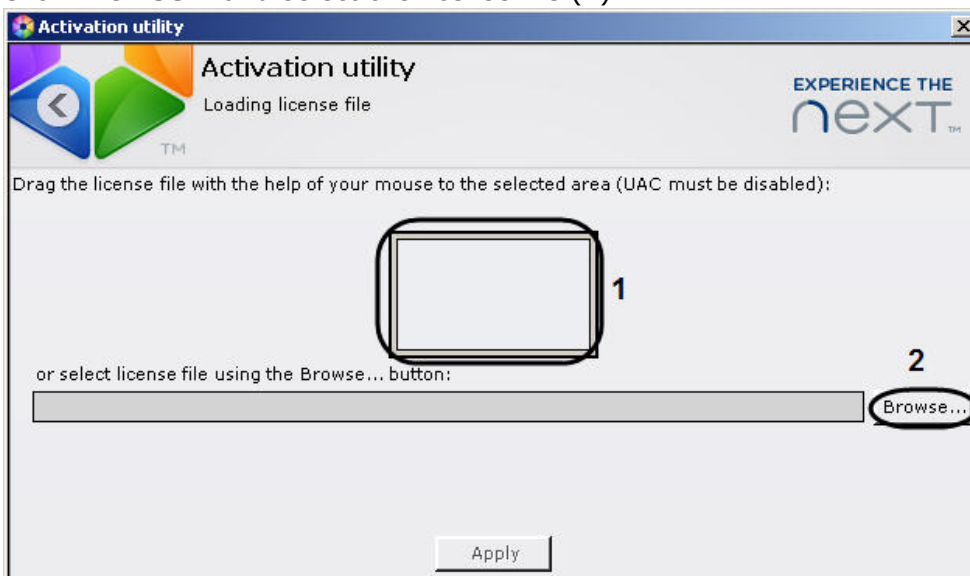 Activation utility
Activation utility
Loading license file
EXPERIENCE THE
next™
TM
Drag the license file with the help of your mouse to the selected area (UAC must be disabled):
1
or select license file using the Browse... button:
2
Browse...
Apply